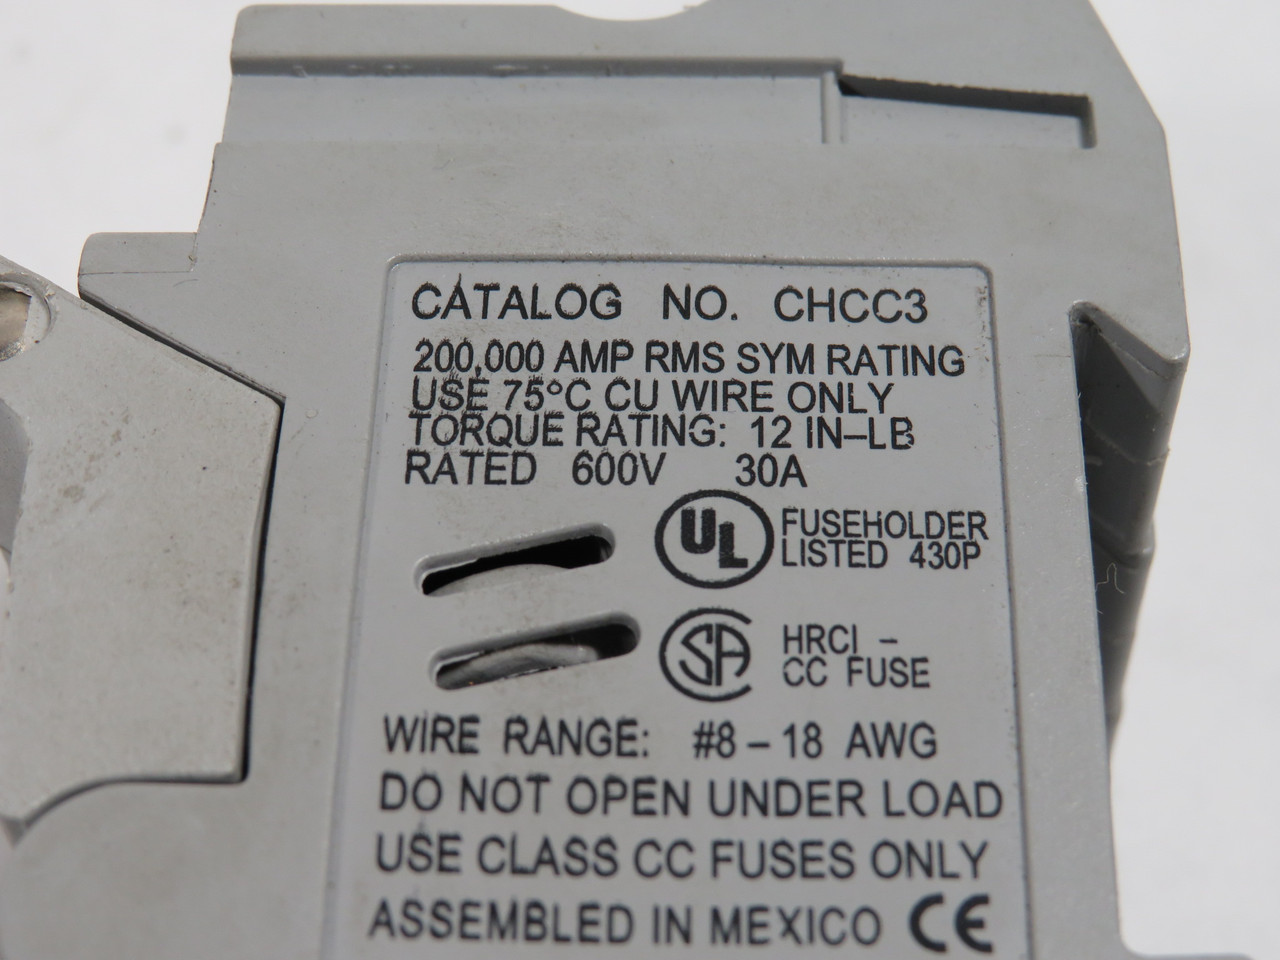 CATALOG NO. CHCC3
200,000 AMP RMS SYM RATING
USE 75°C CU WIRE ONLY
TORQUE RATING: 12 IN–LB
RATED 600V 30A
UL FUSEHOLDER
LISTED 430P
SA HRCI –
CC FUSE
WIRE RANGE: #8 – 18 AWG
DO NOT OPEN UNDER LOAD
USE CLASS CC FUSES ONLY
ASSEMBLED IN MEXICO CE